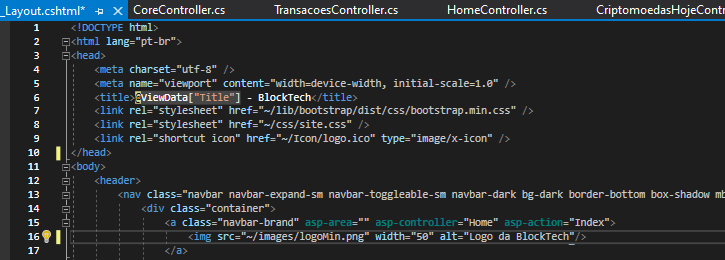 _Layout.cshtml* CoreController.cs TransacoesController.cs HomeController.cs CriptomoedasHojeContr
1 <!DOCTYPE html>
2 <html lang="pt-br">
3 <head>
4 <meta charset="utf-8" />
5 <meta name="viewport" content="width=device-width, initial-scale=1.0" />
6 <title>@ViewData["Title"] - BlockTech</title>
7 <link rel="stylesheet" href="~/lib/bootstrap/dist/css/bootstrap.min.css" />
8 <link rel="stylesheet" href="~/css/site.css" />
9 <link rel="shortcut icon" href="~/Icon/logo.ico" type="image/x-icon" />
10 </head>
11 <body>
12 <header>
13 <nav class="navbar navbar-expand-sm navbar-toggleable-sm navbar-dark bg-dark border-bottom box-shadow mb
14 <div class="container">
15 <a class="navbar-brand" asp-area="" asp-controller="Home" asp-action="Index">
16 <img src="~/images/logoMin.png" width="50" alt="Logo da BlockTech"/>
17 </a>